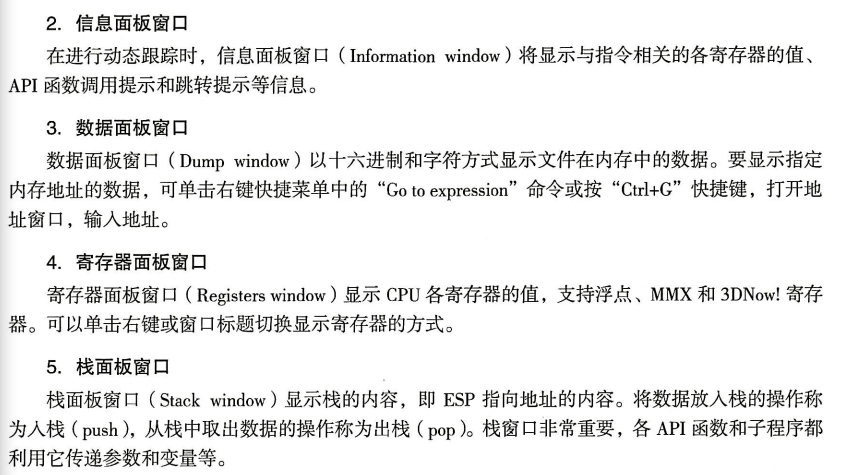 2. 信息面板窗口
在进行动态跟踪时，信息面板窗口（Information window）将显示与指令相关的各寄存器的值、
API 函数调用提示和跳转提示等信息。
3. 数据面板窗口
数据面板窗口（Dump window）以十六进制和字符方式显示文件在内存中的数据。要显示指定
内存地址的数据，可单击右键快捷菜单中的“Go to expression”命令或按“Ctrl+G”快捷键，打开地
址窗口，输入地址。
4. 寄存器面板窗口
寄存器面板窗口（Registers window）显示 CPU 各寄存器的值，支持浮点、MMX 和 3DNow! 寄存
器。可以单击右键或窗口标题切换显示寄存器的方式。
5. 栈面板窗口
栈面板窗口（Stack window）显示栈的内容，即 ESP 指向地址的内容。将数据放入栈的操作称
为入栈（push），从栈中取出数据的操作称为出栈（pop）。栈窗口非常重要，各 API 函数和子程序都
利用它传递参数和变量等。